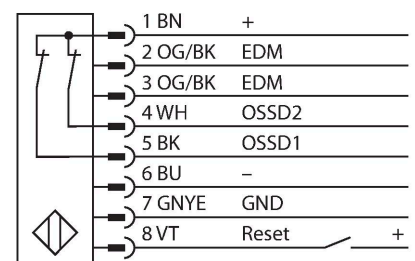 1 BN +
2 OG/BK EDM
3 OG/BK EDM
4 WH OSSD2
5 BK OSSD1
6 BU –
7 GNYE GND
8 VT Reset +